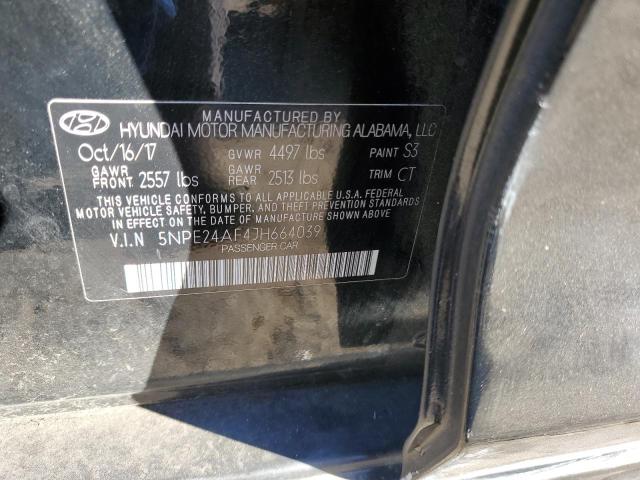 MANUFACTURED BY
HYUNDAI MOTOR MANUFACTURING ALABAMA, LLC
Oct/16/17 GVWR 4497 lbs PAINT S3
GAWR FRONT 2557 lbs GAWR REAR 2513 lbs TRIM CT
THIS VEHICLE CONFORMS TO ALL APPLICABLE U.S.A. FEDERAL
MOTOR VEHICLE SAFETY, BUMPER, AND THEFT PREVENTION STANDARDS
IN EFFECT ON THE DATE OF MANUFACTURE SHOWN ABOVE.
V.I.N 5NPE24AF4JH664039
PASSENGER CAR